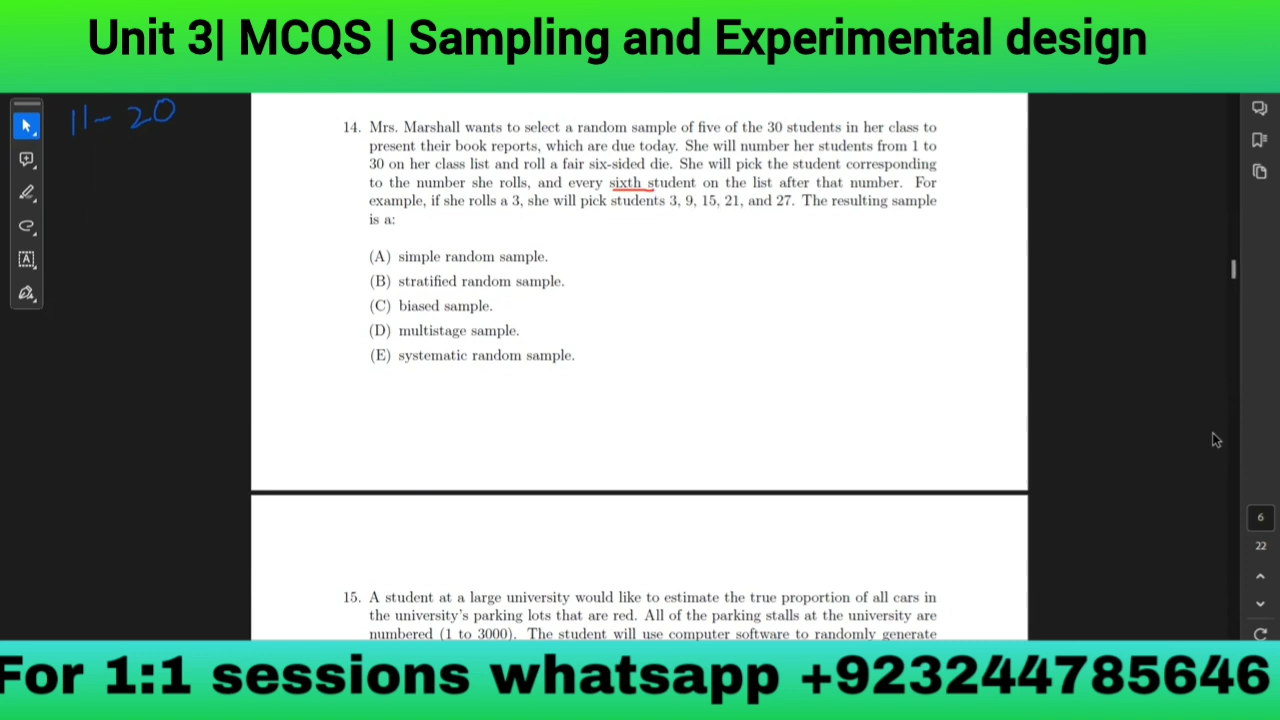 Unit 3| MCQS | Sampling and Experimental design
11-20
14. Mrs. Marshall wants to select a random sample of five of the 30 students in her class to
present their book reports, which are due today. She will number her students from 1 to
30 on her class list and roll a fair six-sided die. She will pick the student corresponding
to the number she rolls, and every sixth student on the list after that number. For
example, if she rolls a 3, she will pick students 3, 9, 15, 21, and 27. The resulting sample
is a:
(A) simple random sample.
(B) stratified random sample.
(C) biased sample.
(D) multistage sample.
(E) systematic random sample.
6
22
15. A student at a large university would like to estimate the true proportion of all cars in
the university's parking lots that are red. All of the parking stalls at the university are
numbered (1 to 3000). The student will use computer software to randomly generate
For 1:1 sessions whatsapp +923244785646